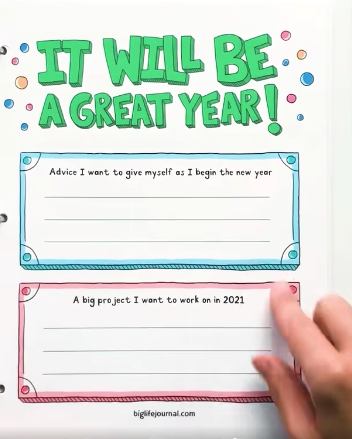 IT WILL BE
A GREAT YEAR!
Advice I want to give myself as I begin the new year
A big project I want to work on in 2021
biglifejournal.com